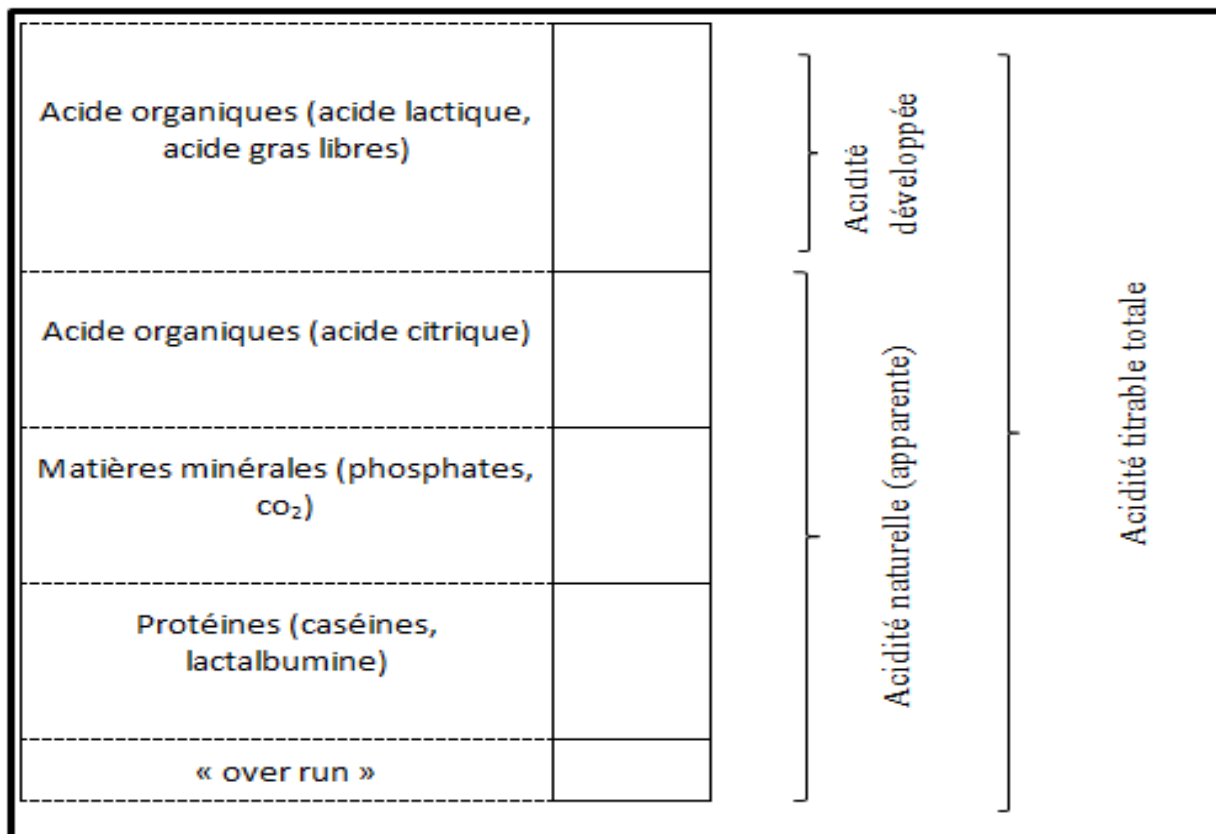 Acide organiques (acide lactique,
acide gras libres)
Acide organiques (acide citrique)
Matières minérales (phosphates,
co₂)
Protéines (caséines,
lactalbumine)
« over run »
Acidité
développée
Acidité naturelle (apparente)
Acidité titrable totale